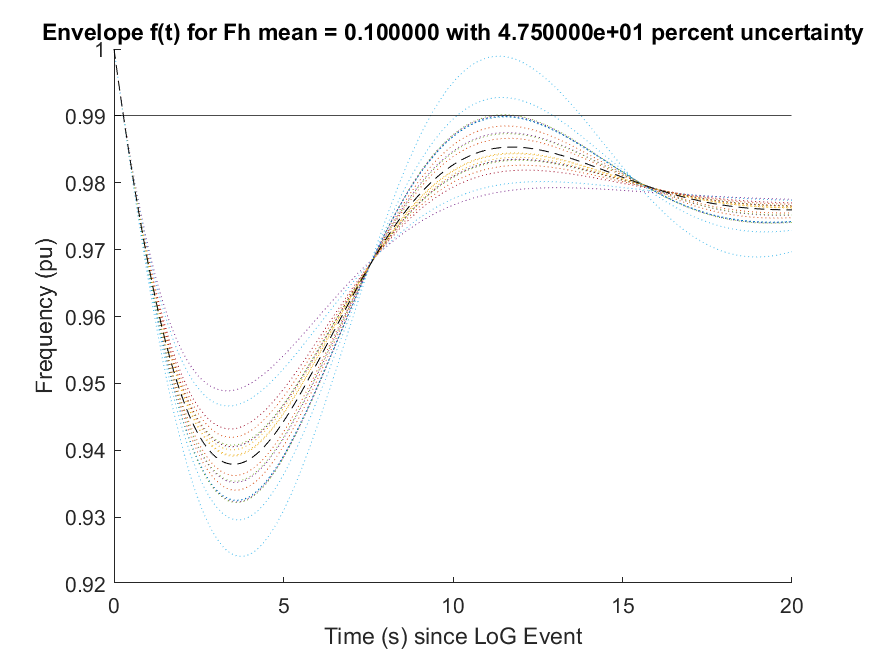 Envelope f(t) for Fh mean = 0.100000 with 4.750000e+01 percent uncertainty
1
0.99
0.98
0.97
0.96
0.95
0.94
0.93
0.92
Frequency (pu)
0 5 10 15 20
Time (s) since LoG Event